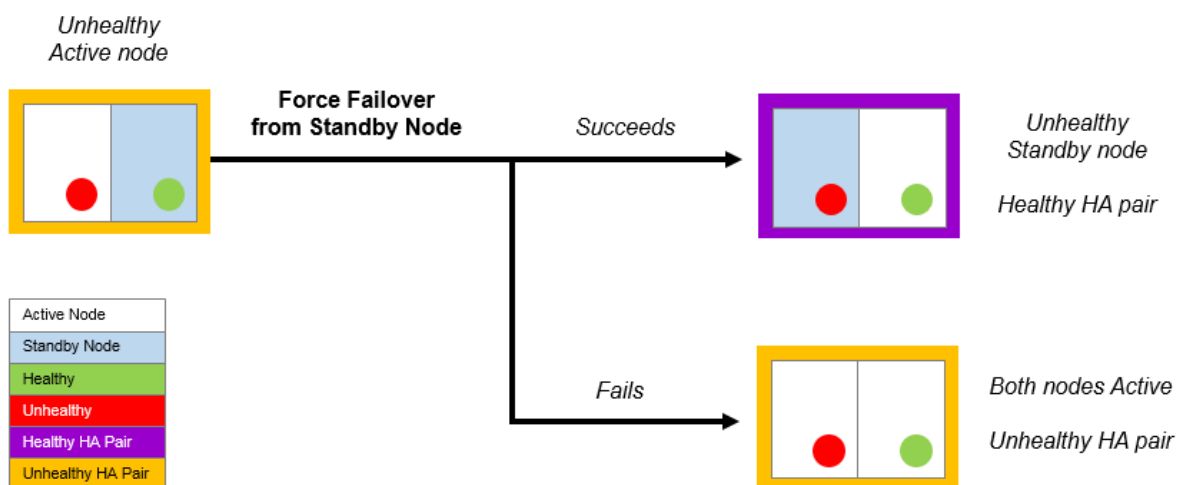 Unhealthy
Active node
Force Failover
from Standby Node
Succeeds
Unhealthy
Standby node
Healthy HA pair
Active Node
Standby Node
Healthy
Unhealthy
Healthy HA Pair
Unhealthy HA Pair
Fails
Both nodes Active
Unhealthy HA pair